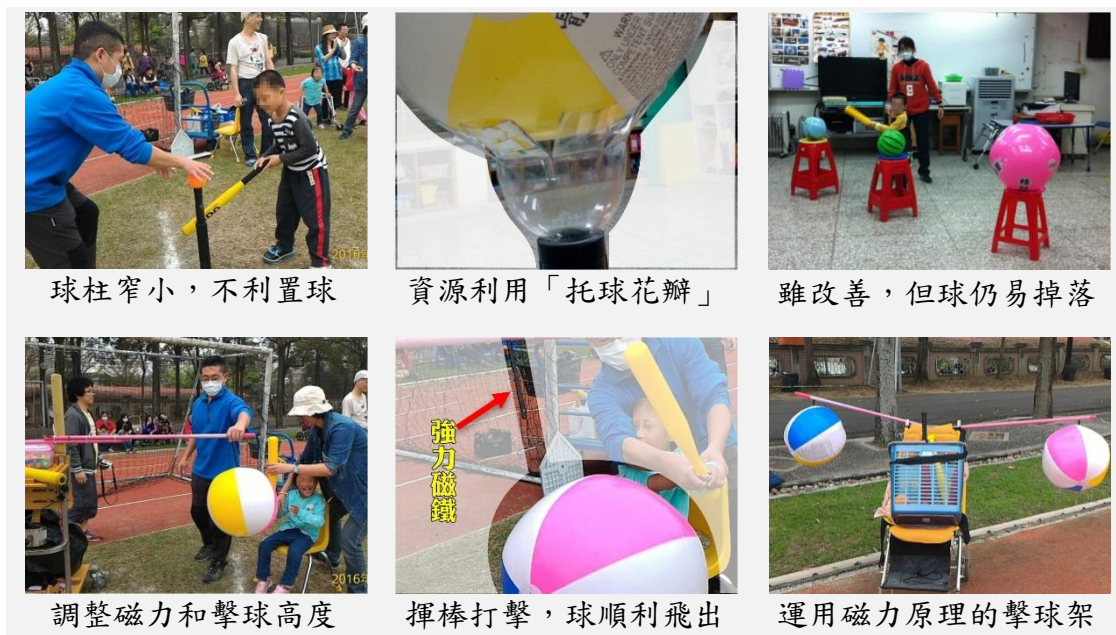 WARN
2016
球柱窄小，不利置球
資源利用「托球花瓣」
雖改善，但球仍易掉落
強力磁鐵
2016
調整磁力和擊球高度
揮棒打擊，球順利飛出
運用磁力原理的擊球架